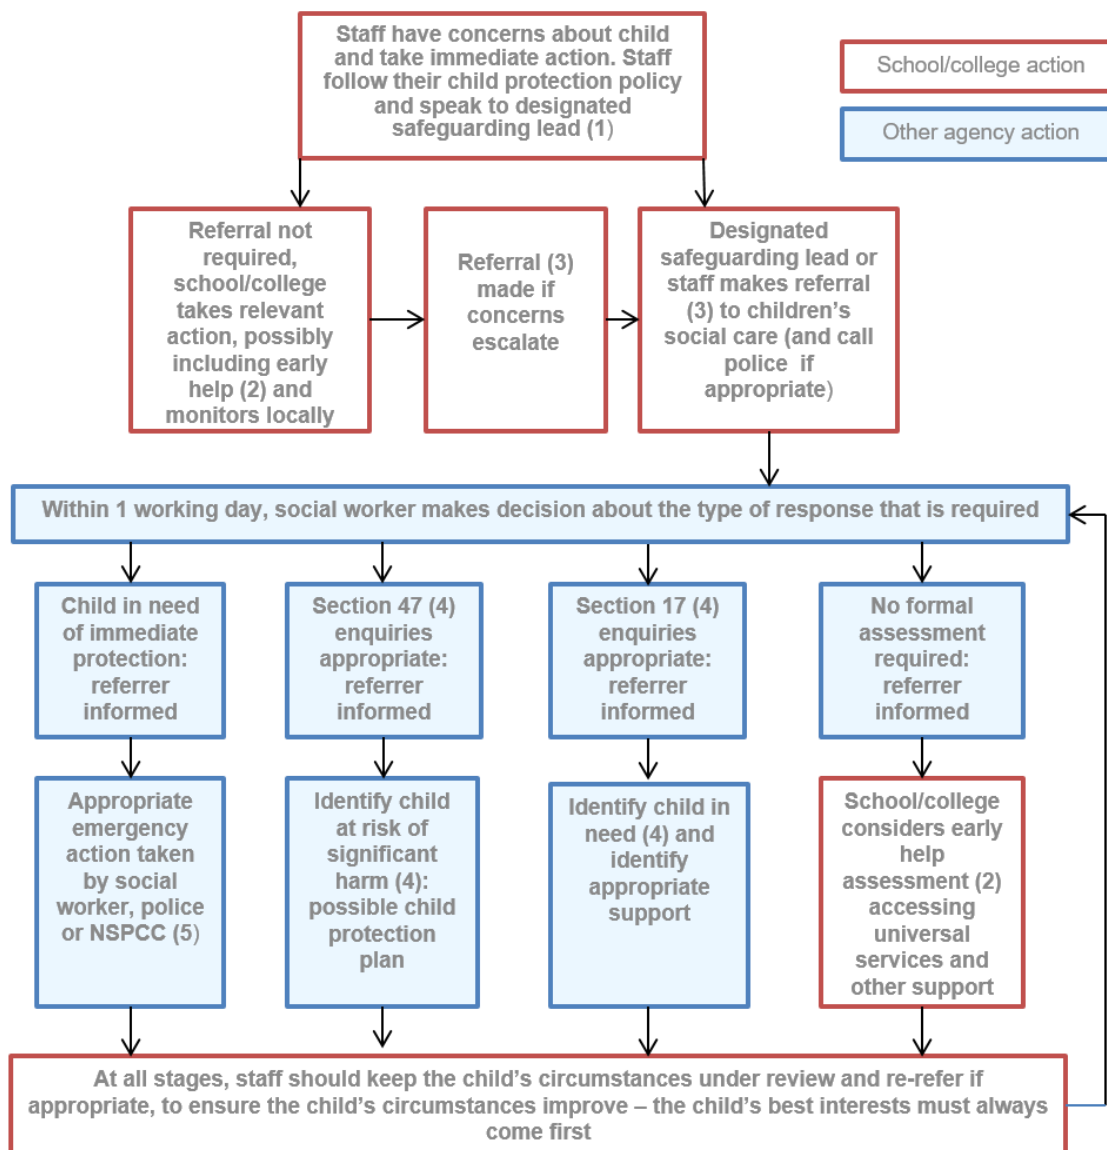 Staff have concerns about child
and take immediate action. Staff
follow their child protection policy
and speak to designated
safeguarding lead (1)
School/college action
Other agency action
Referral not
required,
school/college
takes relevant
action, possibly
including early
help (2) and
monitors locally
Referral (3)
made if
concerns
escalate
Designated
safeguarding lead or
staff makes referral
(3) to children’s
social care (and call
police if
appropriate)
Within 1 working day, social worker makes decision about the type of response that is required
Child in need
of immediate
protection:
referrer
informed
Section 47 (4)
enquiries
appropriate:
referrer
informed
Section 17 (4)
enquiries
appropriate:
referrer
informed
No formal
assessment
required:
referrer
informed
Appropriate
emergency
action taken
by social
worker, police
or NSPCC (5)
Identify child
at risk of
significant
harm (4):
possible child
protection
plan
Identify child in
need (4) and
identify
appropriate
support
School/college
considers early
help
assessment (2)
accessing
universal
services and
other support
At all stages, staff should keep the child’s circumstances under review and re-refer if
appropriate, to ensure the child’s circumstances improve – the child’s best interests must always
come first